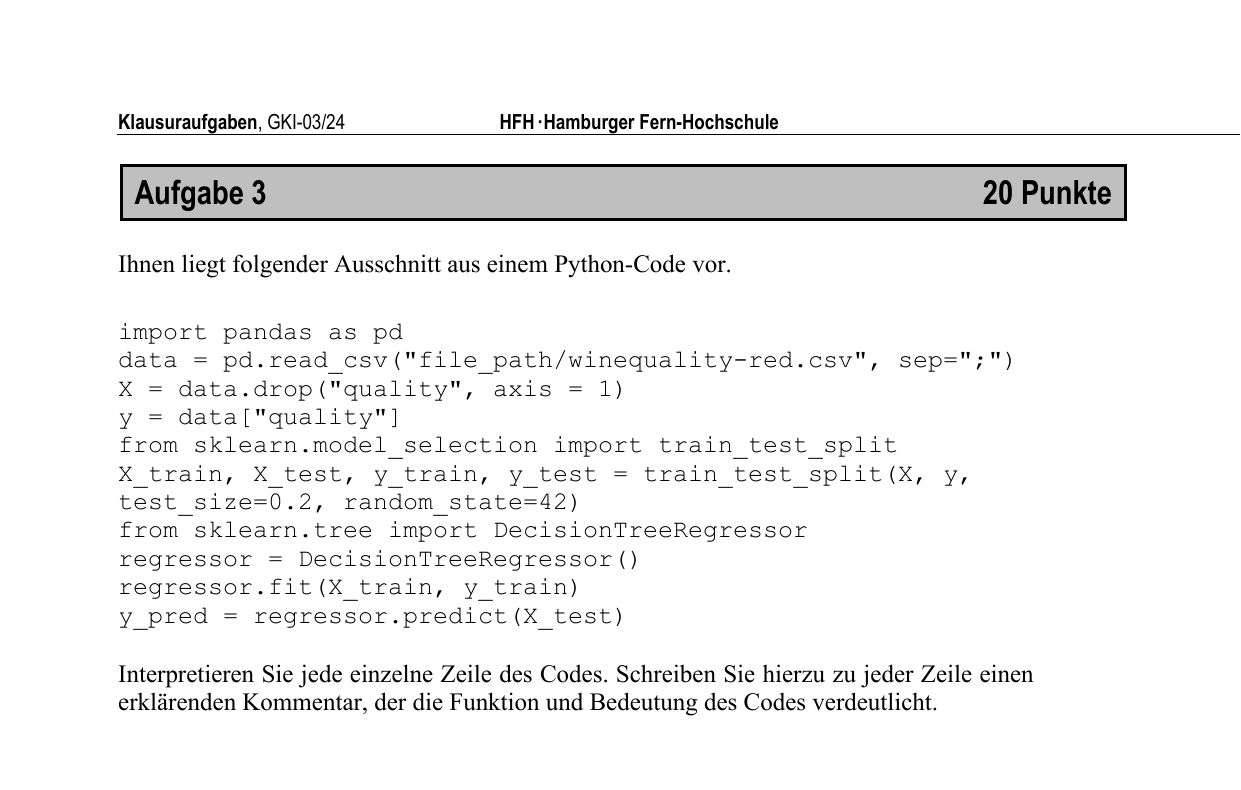 Klausuraufgaben, GKI-03/24 HFH·Hamburger Fern-Hochschule
Aufgabe 3 20 Punkte
Ihnen liegt folgender Ausschnitt aus einem Python-Code vor.
import pandas as pd
data = pd.read_csv("file_path/winequality-red.csv", sep=";")
X = data.drop("quality", axis = 1)
y = data["quality"]
from sklearn.model_selection import train_test_split
X_train, X_test, y_train, y_test = train_test_split(X, y,
test_size=0.2, random_state=42)
from sklearn.tree import DecisionTreeRegressor
regressor = DecisionTreeRegressor()
regressor.fit(X_train, y_train)
y_pred = regressor.predict(X_test)
Interpretieren Sie jede einzelne Zeile des Codes. Schreiben Sie hierzu zu jeder Zeile einen
erklärenden Kommentar, der die Funktion und Bedeutung des Codes verdeutlicht.